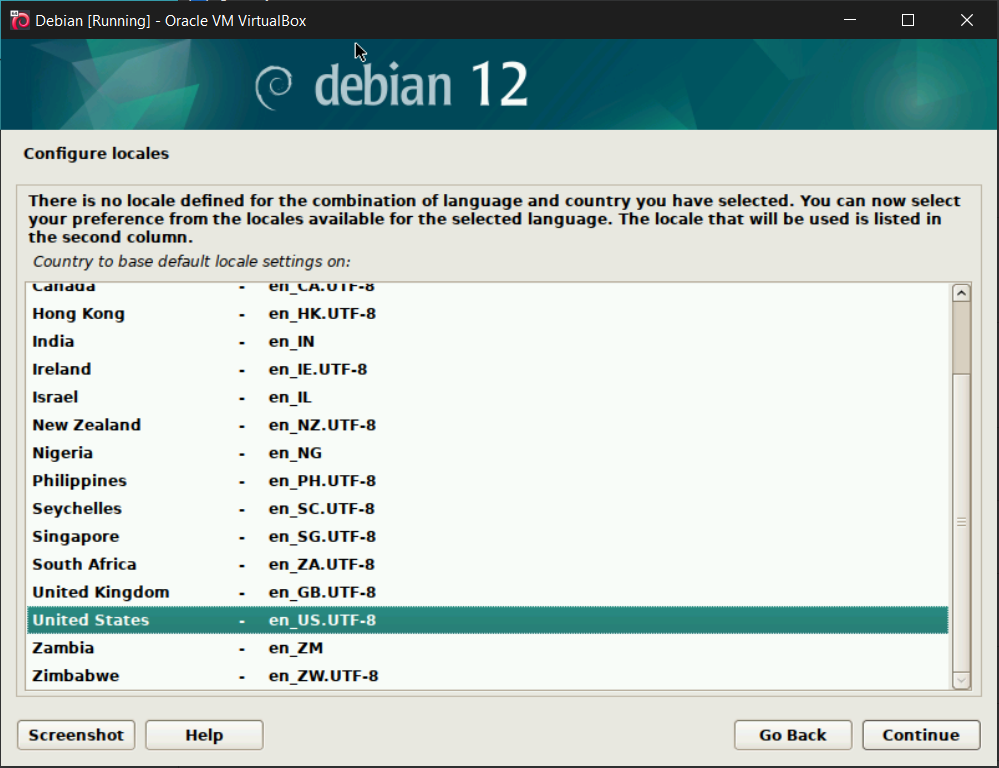 Debian [Running] - Oracle VM VirtualBox
debian 12
Configure locales
There is no locale defined for the combination of language and country you have selected. You can now select
your preference from the locales available for the selected language. The locale that will be used is listed in
the second column.
Country to base default locale settings on:
Canada - en_CA.UTF-8
Hong Kong - en_HK.UTF-8
India - en_IN
Ireland - en_IE.UTF-8
Israel - en_IL
New Zealand - en_NZ.UTF-8
Nigeria - en_NG
Philippines - en_PH.UTF-8
Seychelles - en_SC.UTF-8
Singapore - en_SG.UTF-8
South Africa - en_ZA.UTF-8
United Kingdom - en_GB.UTF-8
United States - en_US.UTF-8
Zambia - en_ZM
Zimbabwe - en_ZW.UTF-8
Screenshot Help Go Back Continue